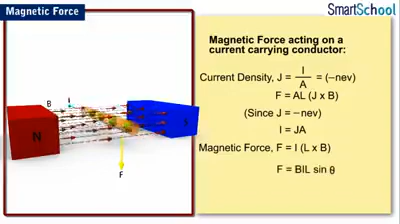 SmartSchool
Magnetic Force
Magnetic Force acting on a
current carrying conductor:
Current Density, J = I/A = (−nev)
F = AL (J x B)
(Since J = −nev)
I = JA
Magnetic Force, F = I (L x B)
F = BIL sin θ
B
I
N
S
F